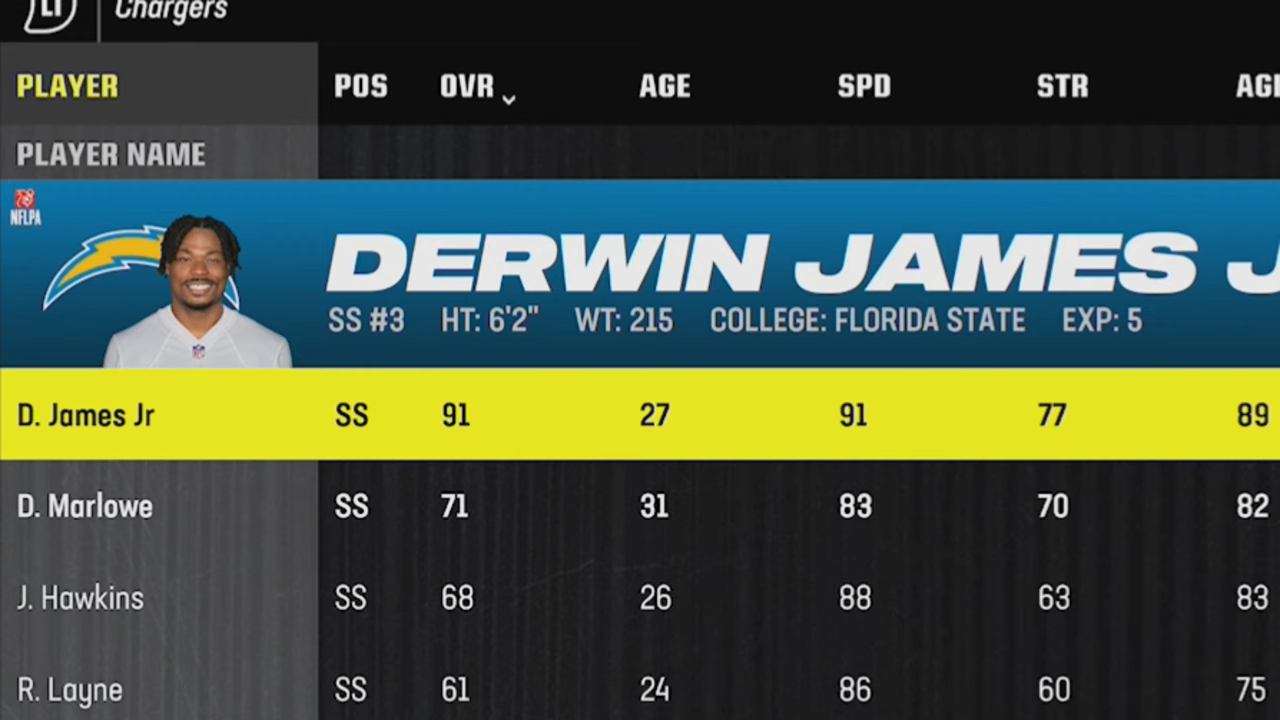 LT Chargers
PLAYER POS OVR AGE SPD STR AGI
PLAYER NAME
NFLPA
DERWIN JAMES J
SS #3 HT: 6'2" WT: 215 COLLEGE: FLORIDA STATE EXP: 5
D. James Jr SS 91 27 91 77 89
D. Marlowe SS 71 31 83 70 82
J. Hawkins SS 68 26 88 63 83
R. Layne SS 61 24 86 60 75